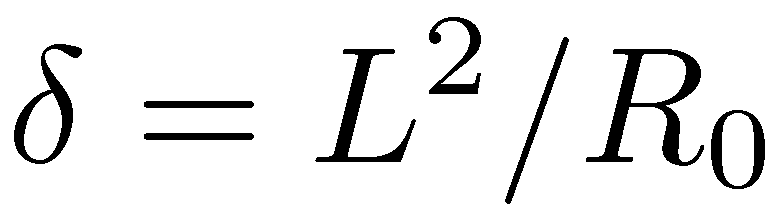 δ = L²/R₀